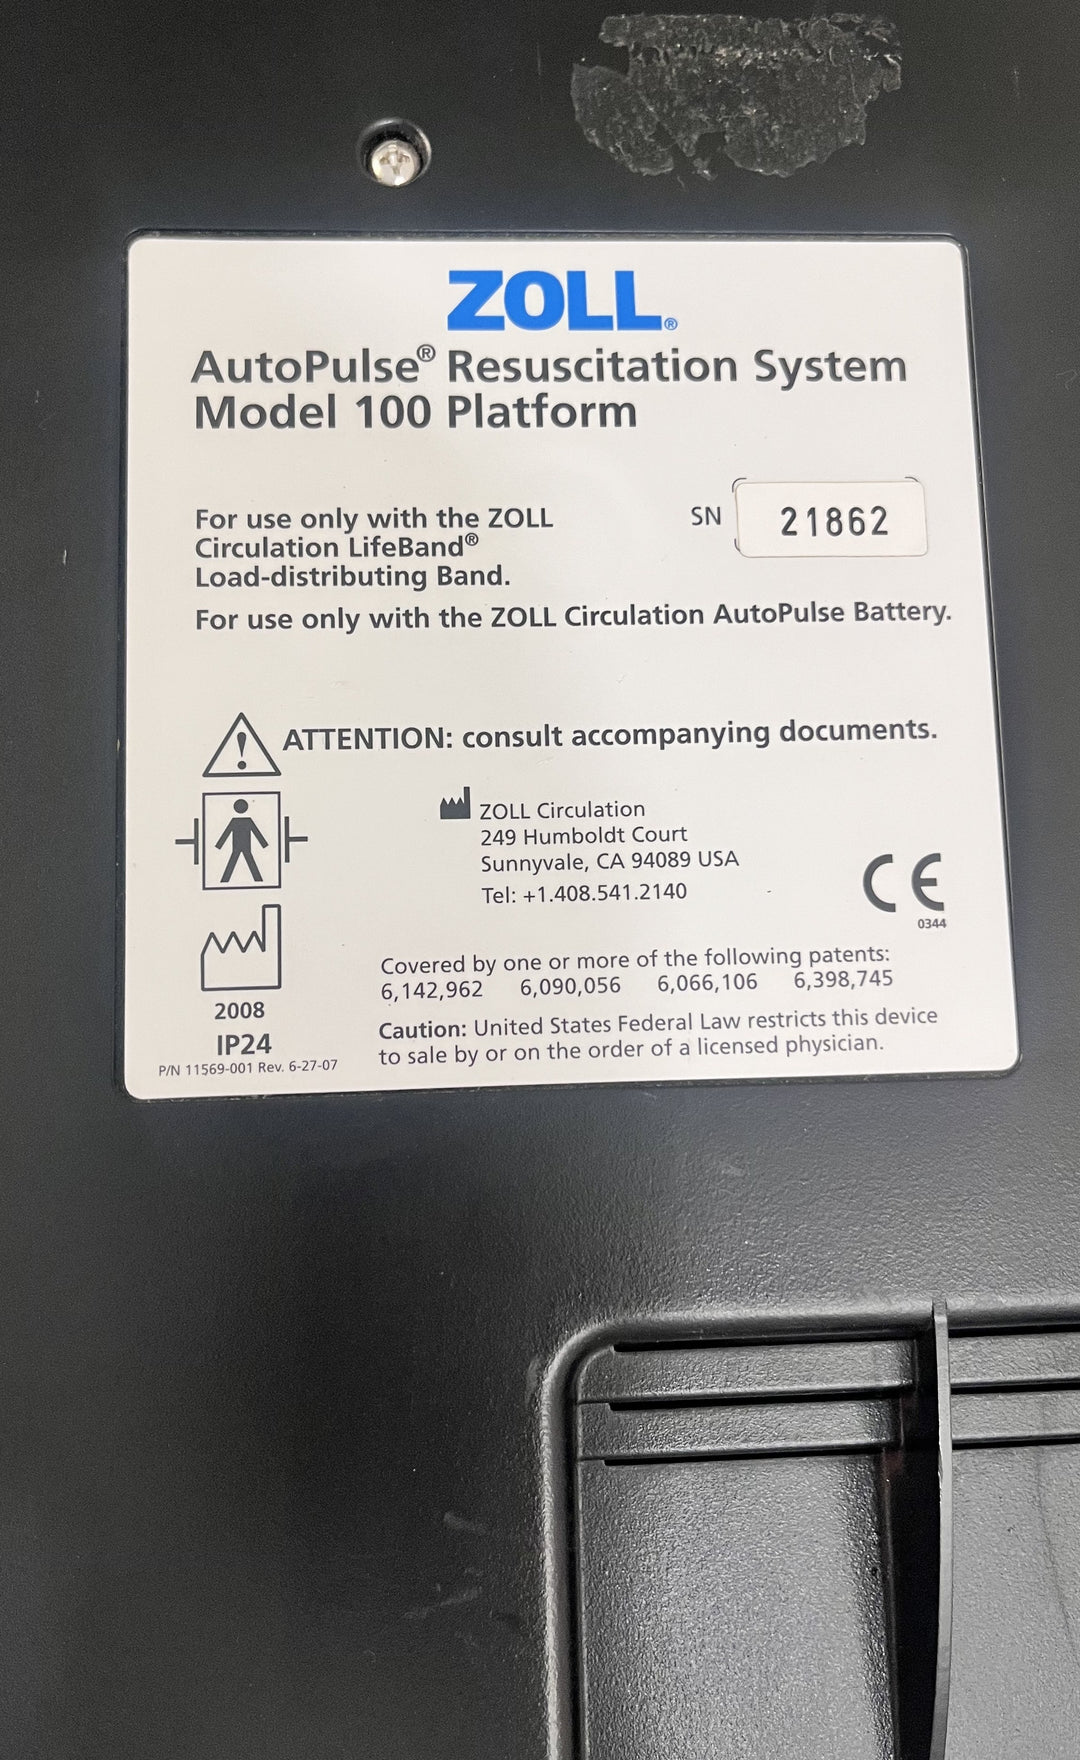 ZOLL®
AutoPulse® Resuscitation System
Model 100 Platform
For use only with the ZOLL
Circulation LifeBand®
Load-distributing Band.
SN 21862
For use only with the ZOLL Circulation AutoPulse Battery.
ATTENTION: consult accompanying documents.
ZOLL Circulation
249 Humboldt Court
Sunnyvale, CA 94089 USA
Tel: +1.408.541.2140
CE
0344
2008
IP24
P/N 11569-001 Rev. 6-27-07
Covered by one or more of the following patents:
6,142,962 6,090,056 6,066,106 6,398,745
Caution: United States Federal Law restricts this device
to sale by or on the order of a licensed physician.